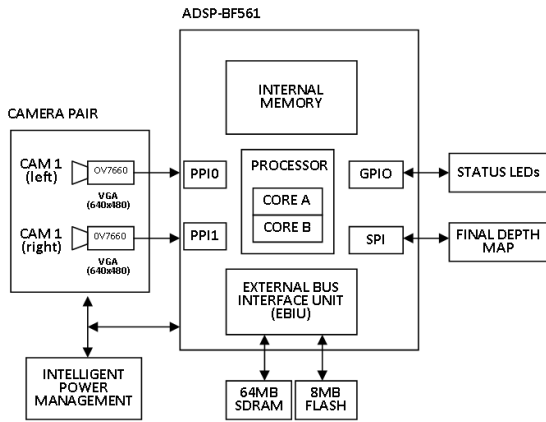 ADSP-BF561
INTERNAL
MEMORY
CAMERA PAIR
CAM 1
(left)
OV7660
VGA
(640x480)
CAM 1
(right)
OV7660
VGA
(640x480)
PPI0
PPI1
PROCESSOR
CORE A
CORE B
GPIO
SPI
STATUS LEDs
FINAL DEPTH
MAP
EXTERNAL BUS
INTERFACE UNIT
(EBIU)
INTELLIGENT
POWER
MANAGEMENT
64MB
SDRAM
8MB
FLASH